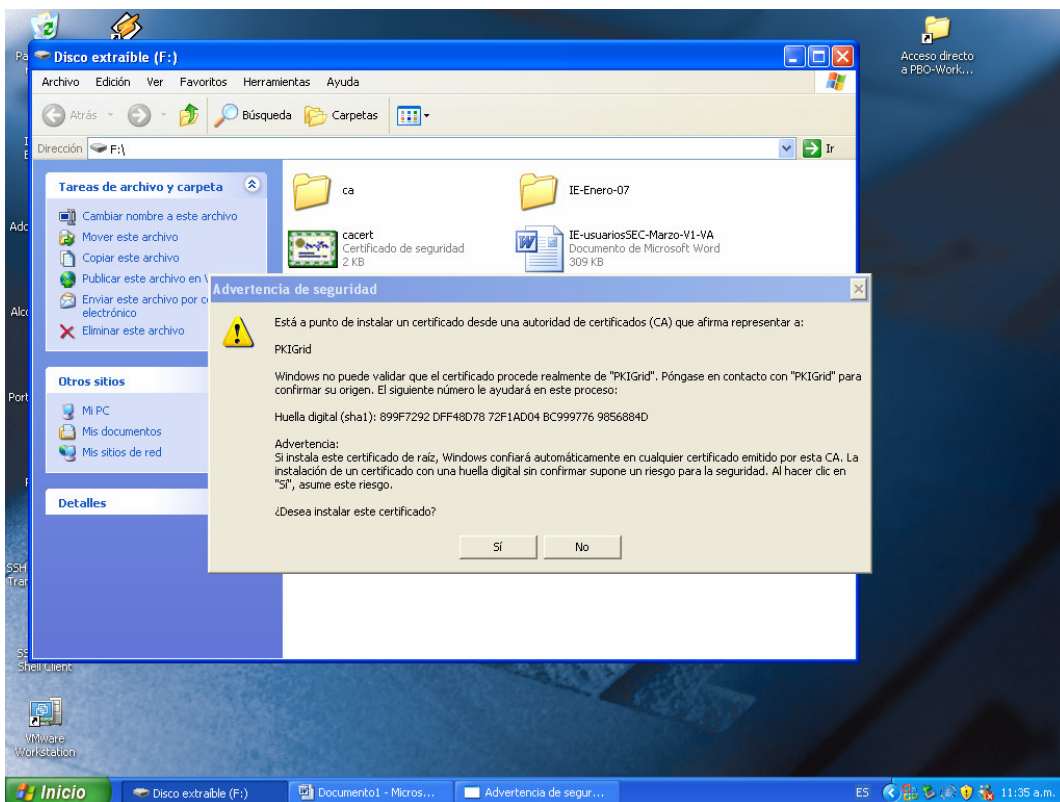 Disco extraíble (F:)
Archivo Edición Ver Favoritos Herramientas Ayuda
Atrás
Búsqueda
Carpetas
Dirección F:\
Ir
Tareas de archivo y carpeta
Cambiar nombre a este archivo
Mover este archivo
Copiar este archivo
Publicar este archivo en
Enviar este archivo por
electrónico
Eliminar este archivo
Otros sitios
Mi PC
Mis documentos
Mis sitios de red
Detalles
ca
IE-Enero-07
cacert
Certificado de seguridad
2 KB
IE-usuariosSEC-Marzo-V1-VA
Documento de Microsoft Word
309 KB
Advertencia de seguridad
Está a punto de instalar un certificado desde una autoridad de certificados (CA) que afirma representar a:
PKIGrid
Windows no puede validar que el certificado procede realmente de "PKIGrid". Póngase en contacto con "PKIGrid" para
confirmar su origen. El siguiente número le ayudará en este proceso:
Huella digital (sha1): 899F7292 DFF48D78 72F1AD04 BC999776 9856884D
Advertencia:
Si instala este certificado de raíz, Windows confiará automáticamente en cualquier certificado emitido por esta CA. La
instalación de un certificado con una huella digital sin confirmar supone un riesgo para la seguridad. Al hacer clic en
"Sí", asume este riesgo.
¿Desea instalar este certificado?
Sí
No
Acceso directo
a PBO-Work...
SSH
Shell Client
VMware
Workstation
Inicio
Disco extraíble (F:)
Documento1 - Micros...
Advertencia de segur...
ES
11:35 a.m.